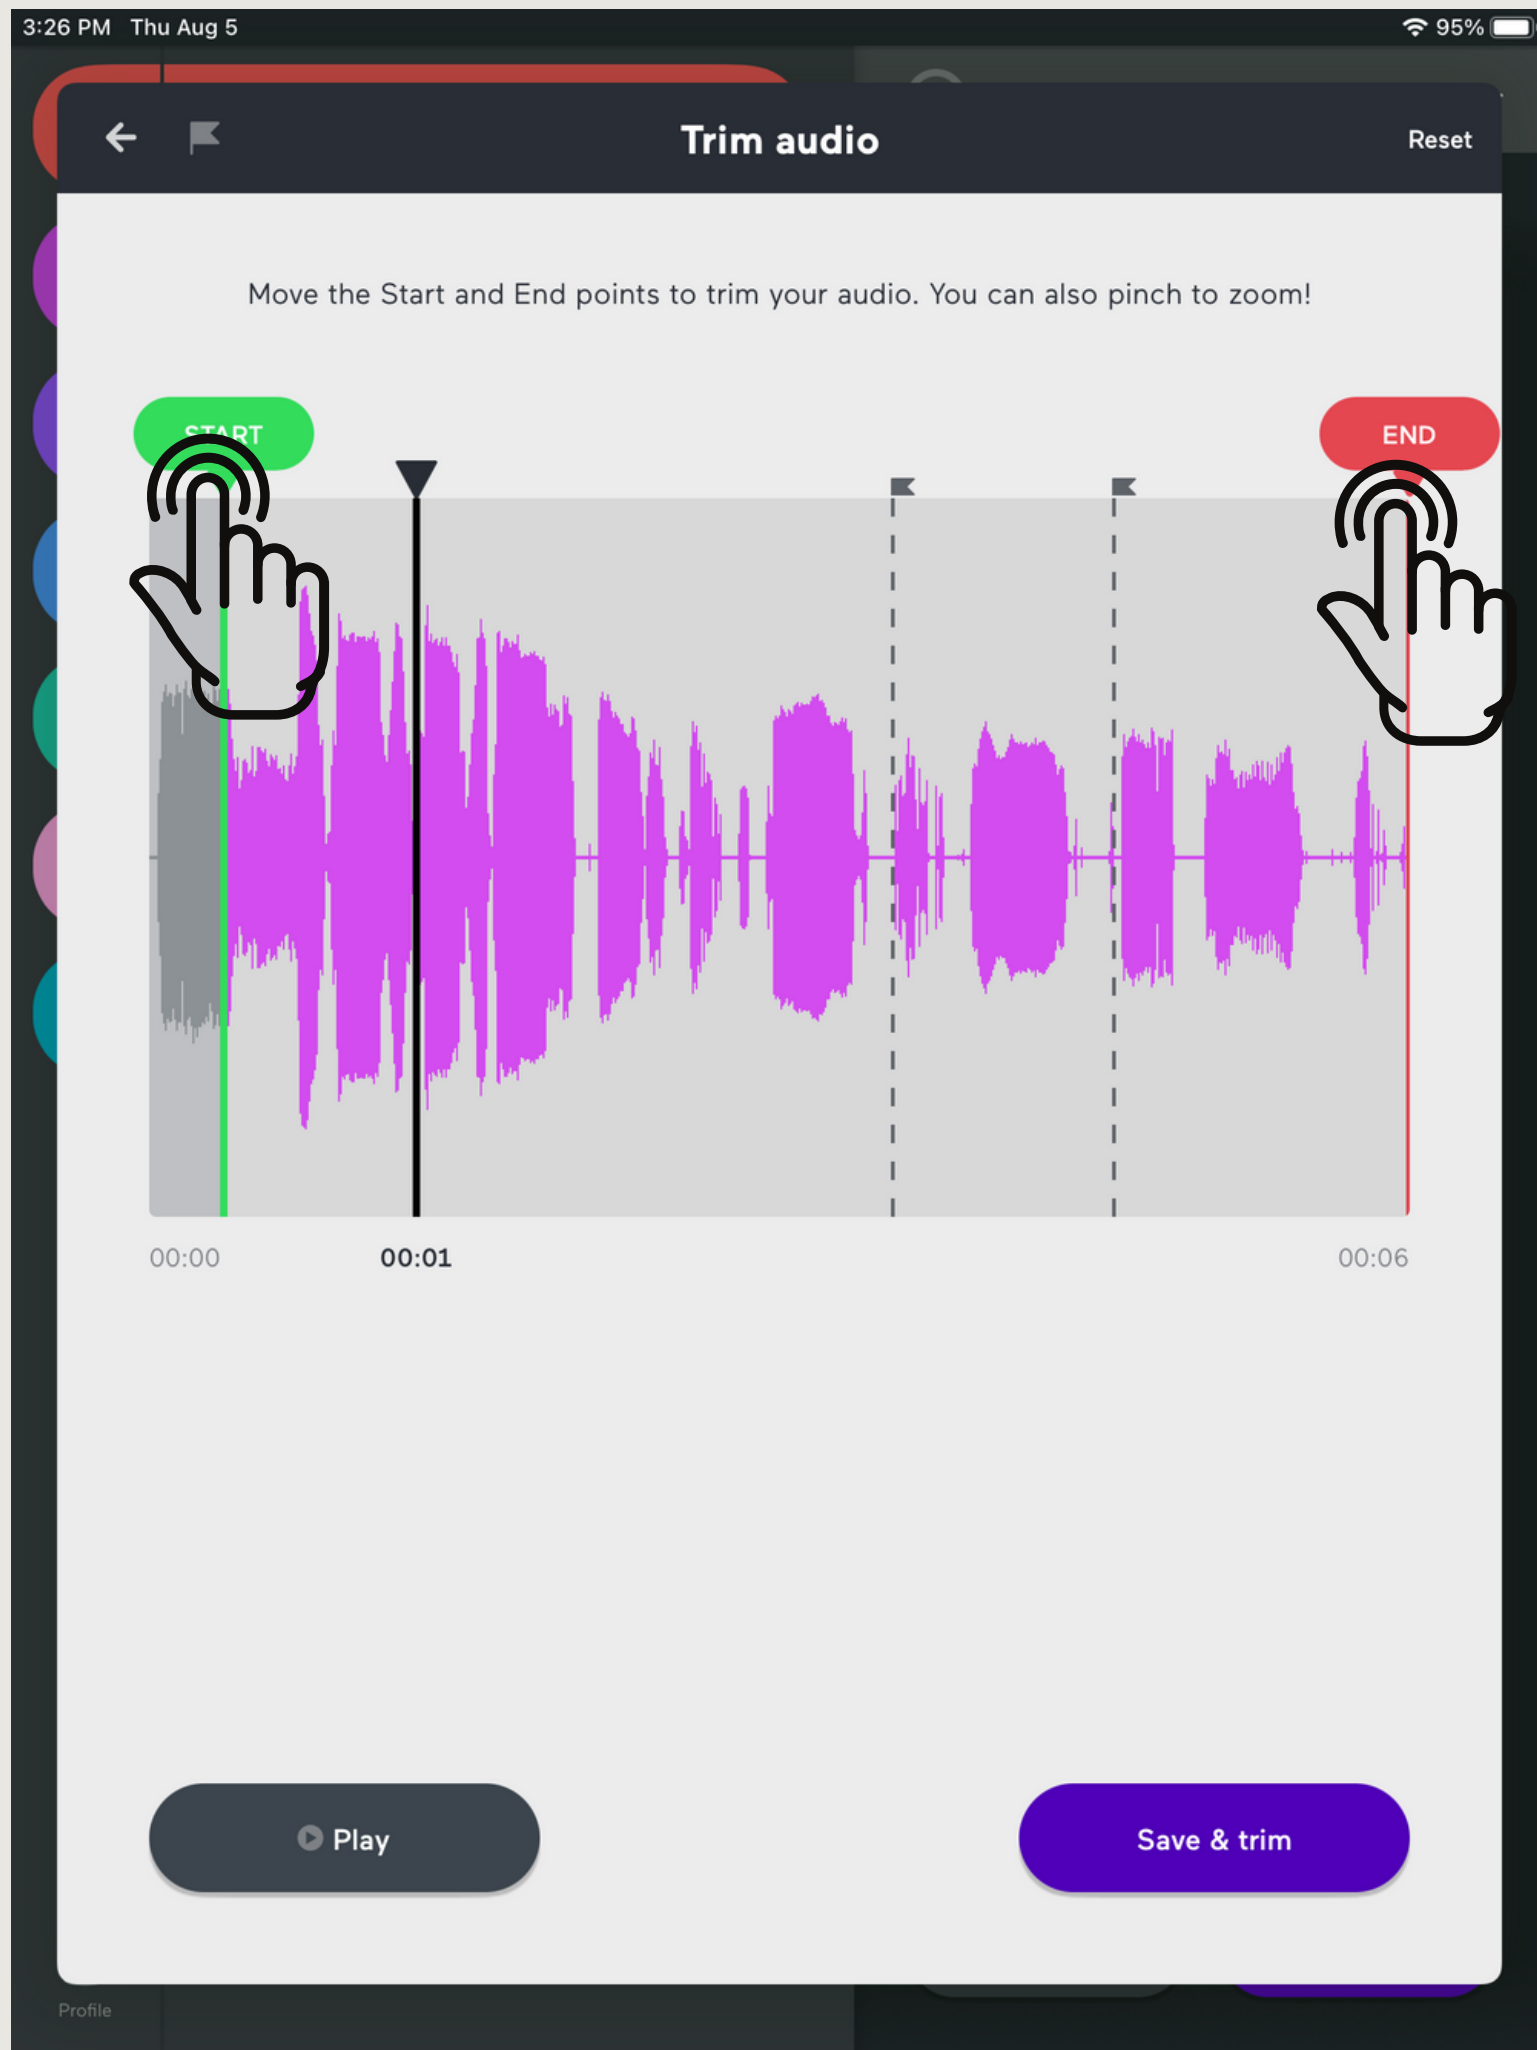 3:26 PM Thu Aug 5 95%
Trim audio
Reset
Move the Start and End points to trim your audio. You can also pinch to zoom!
START
END
00:00
00:01
00:06
Play
Save & trim
Profile